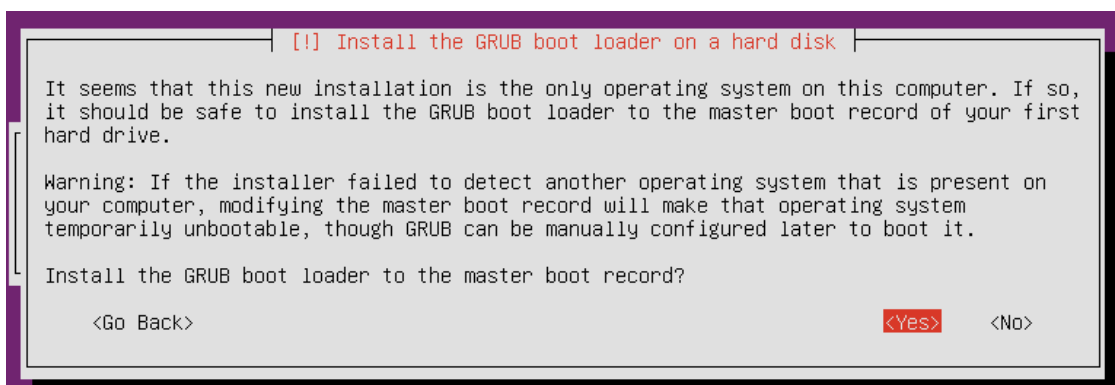 [!] Install the GRUB boot loader on a hard disk
It seems that this new installation is the only operating system on this computer. If so,
it should be safe to install the GRUB boot loader to the master boot record of your first
hard drive.
Warning: If the installer failed to detect another operating system that is present on
your computer, modifying the master boot record will make that operating system
temporarily unbootable, though GRUB can be manually configured later to boot it.
Install the GRUB boot loader to the master boot record?
<Go Back> <Yes> <No>